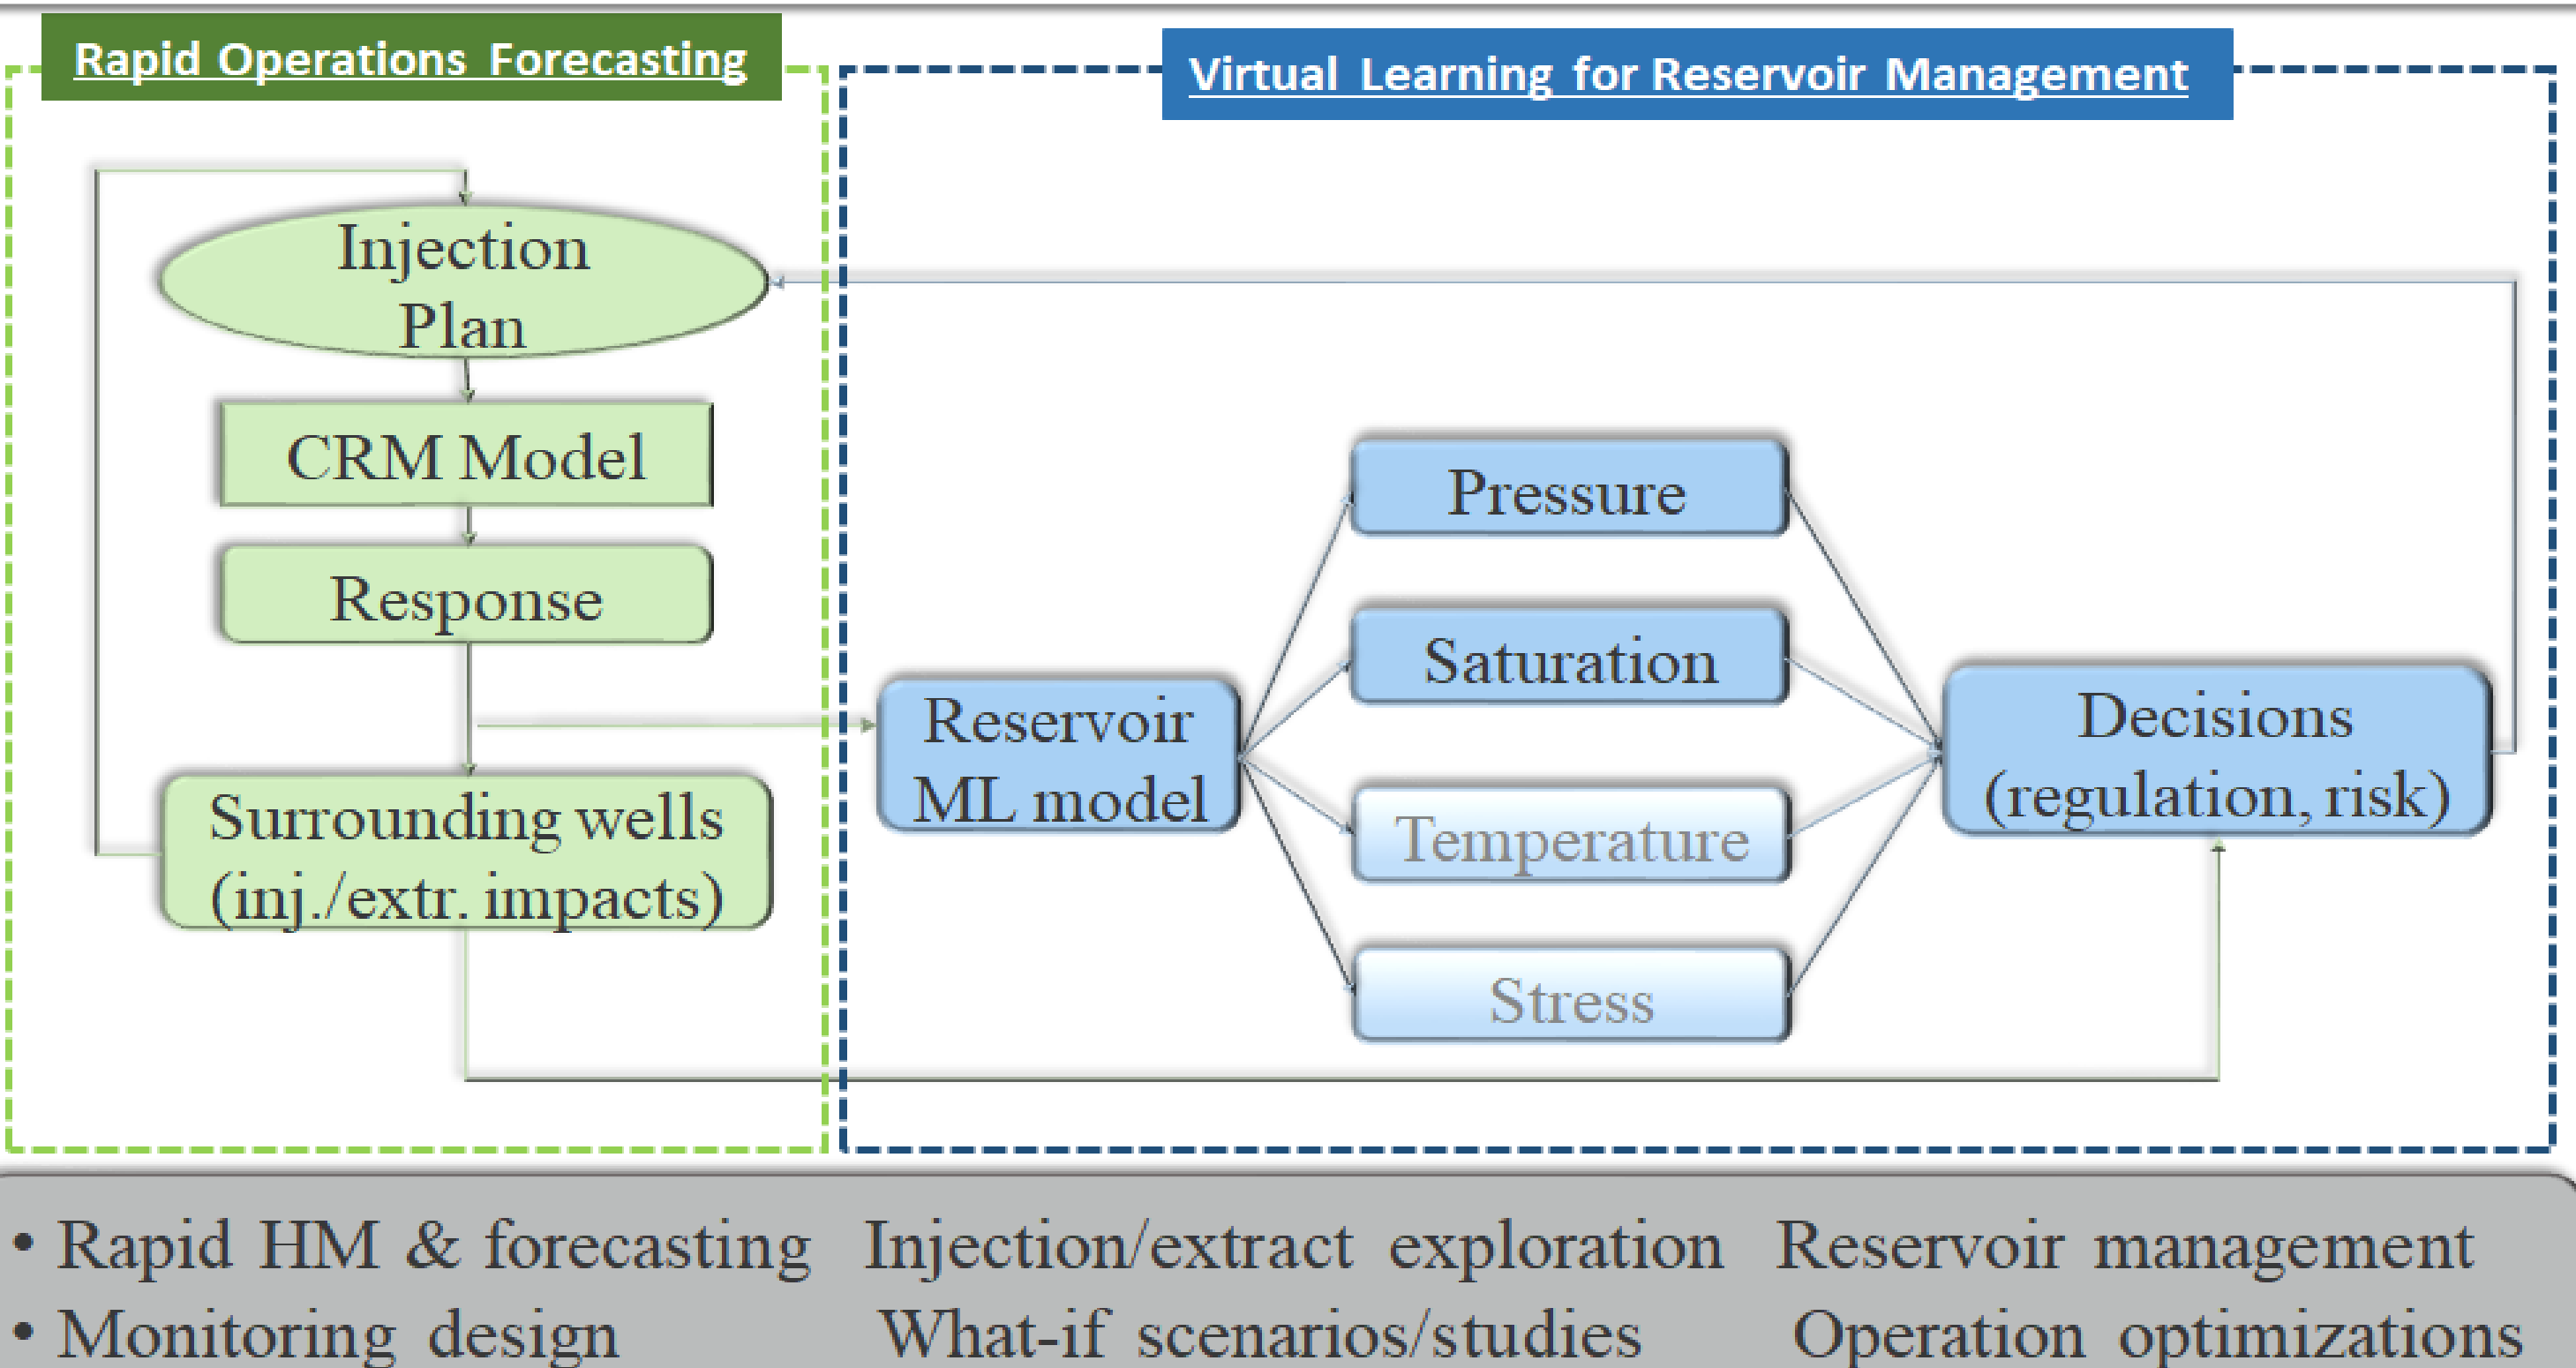 Rapid Operations Forecasting
Virtual Learning for Reservoir Management
Injection
Plan
CRM Model
Response
Surrounding wells
(inj./extr. impacts)
Reservoir
ML model
Pressure
Saturation
Temperature
Stress
Decisions
(regulation, risk)
• Rapid HM & forecasting Injection/extract exploration Reservoir management
• Monitoring design What-if scenarios/studies Operation optimizations